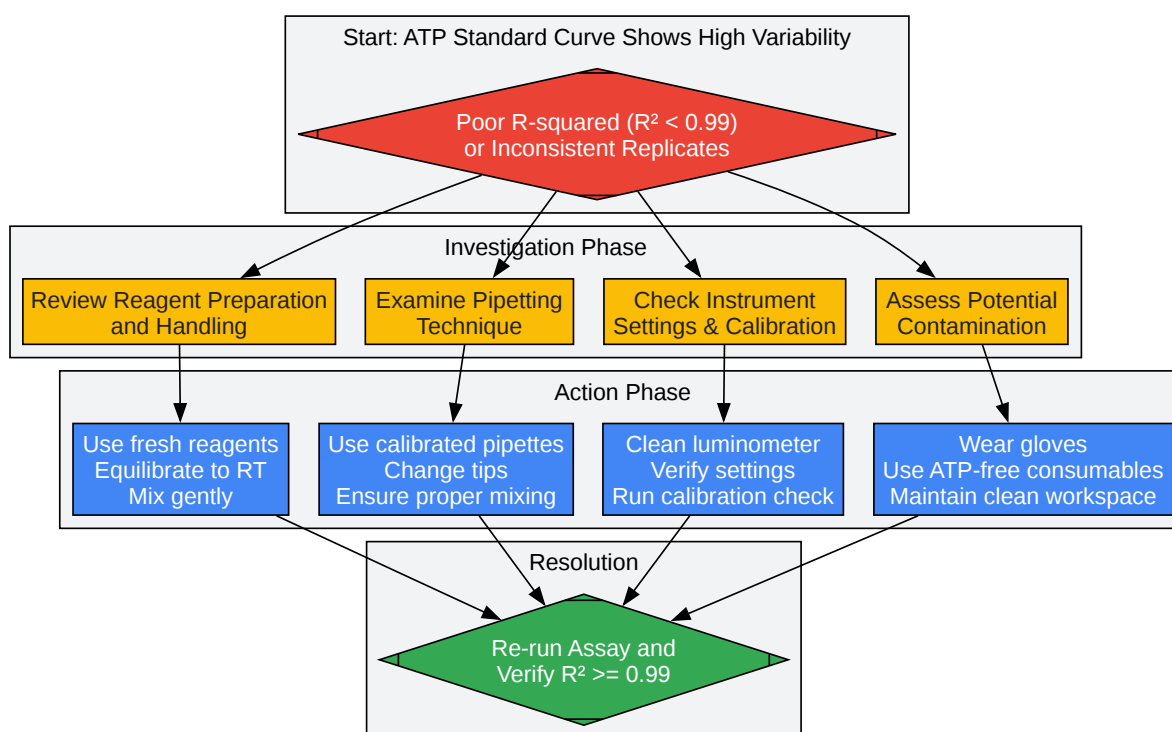 Start: ATP Standard Curve Shows High Variability
Poor R-squared (R² < 0.99)
or Inconsistent Replicates
Investigation Phase
Review Reagent Preparation
and Handling
Examine Pipetting
Technique
Check Instrument
Settings & Calibration
Assess Potential
Contamination
Action Phase
Use fresh reagents
Equilibrate to RT
Mix gently
Use calibrated pipettes
Change tips
Ensure proper mixing
Clean luminometer
Verify settings
Run calibration check
Wear gloves
Use ATP-free consumables
Maintain clean workspace
Resolution
Re-run Assay and
Verify R² >= 0.99